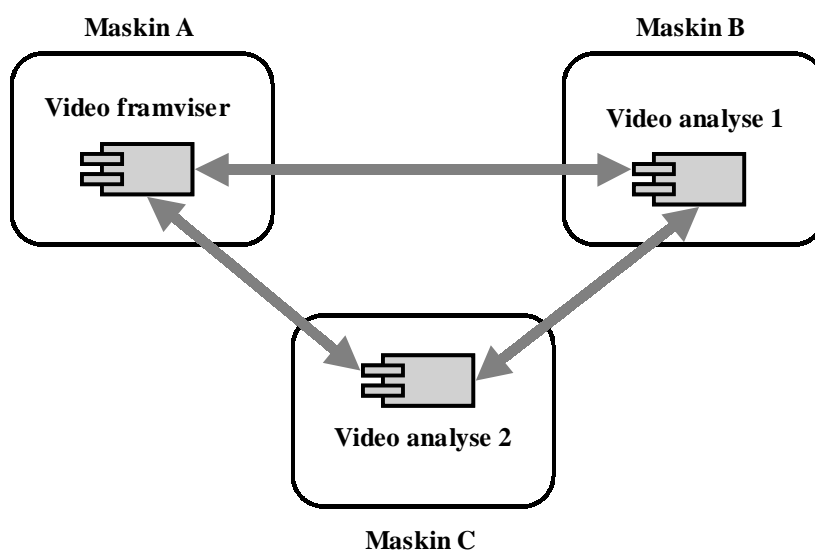 Maskin A
Maskin B
Video framviser
Video analyse 1
Video analyse 2
Maskin C